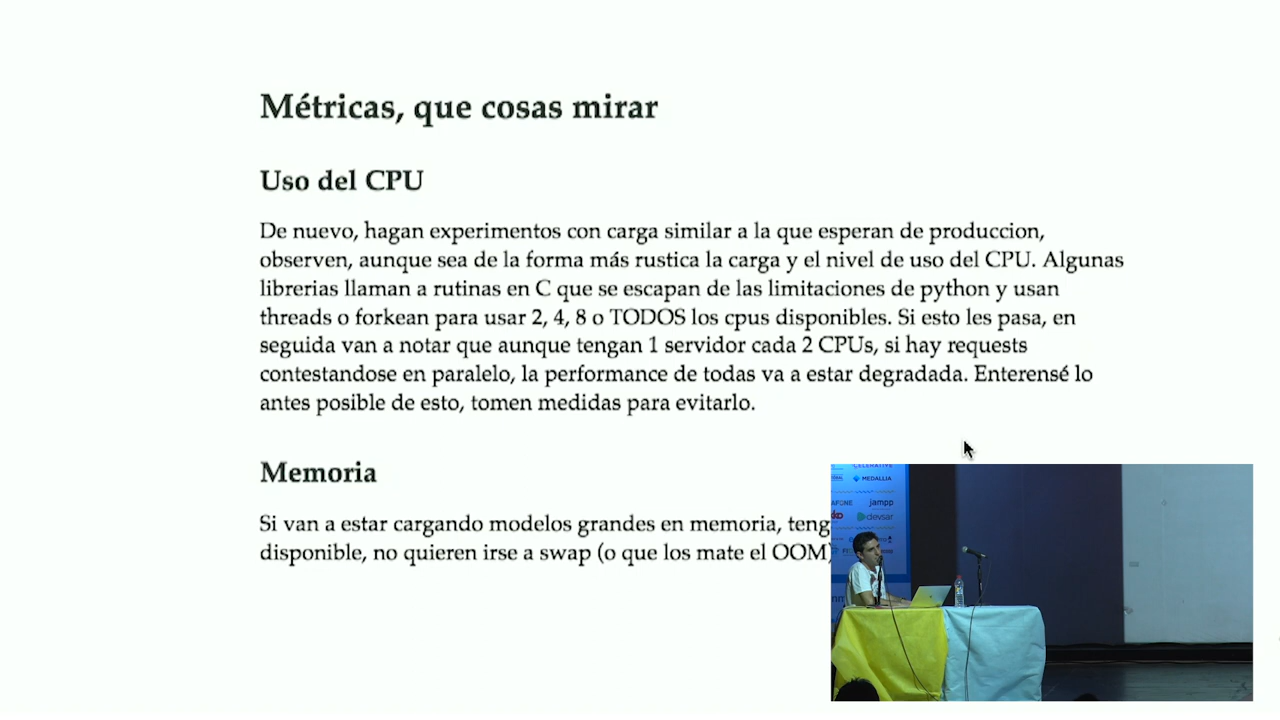 Métricas, que cosas mirar
Uso del CPU
De nuevo, hagan experimentos con carga similar a la que esperan de produccion,
observen, aunque sea de la forma más rustica la carga y el nivel de uso del CPU. Algunas
librerias llaman a rutinas en C que se escapan de las limitaciones de python y usan
threads o forkean para usar 2, 4, 8 o TODOS los cpus disponibles. Si esto les pasa, en
seguida van a notar que aunque tengan 1 servidor cada 2 CPUs, si hay requests
contestandose en paralelo, la performance de todas va a estar degradada. Enterensé lo
antes posible de esto, tomen medidas para evitarlo.
Memoria
Si van a estar cargando modelos grandes en memoria, teng
disponible, no quieren irse a swap (o que los mate el OOM)
MEDALLIA
jampp
devsar